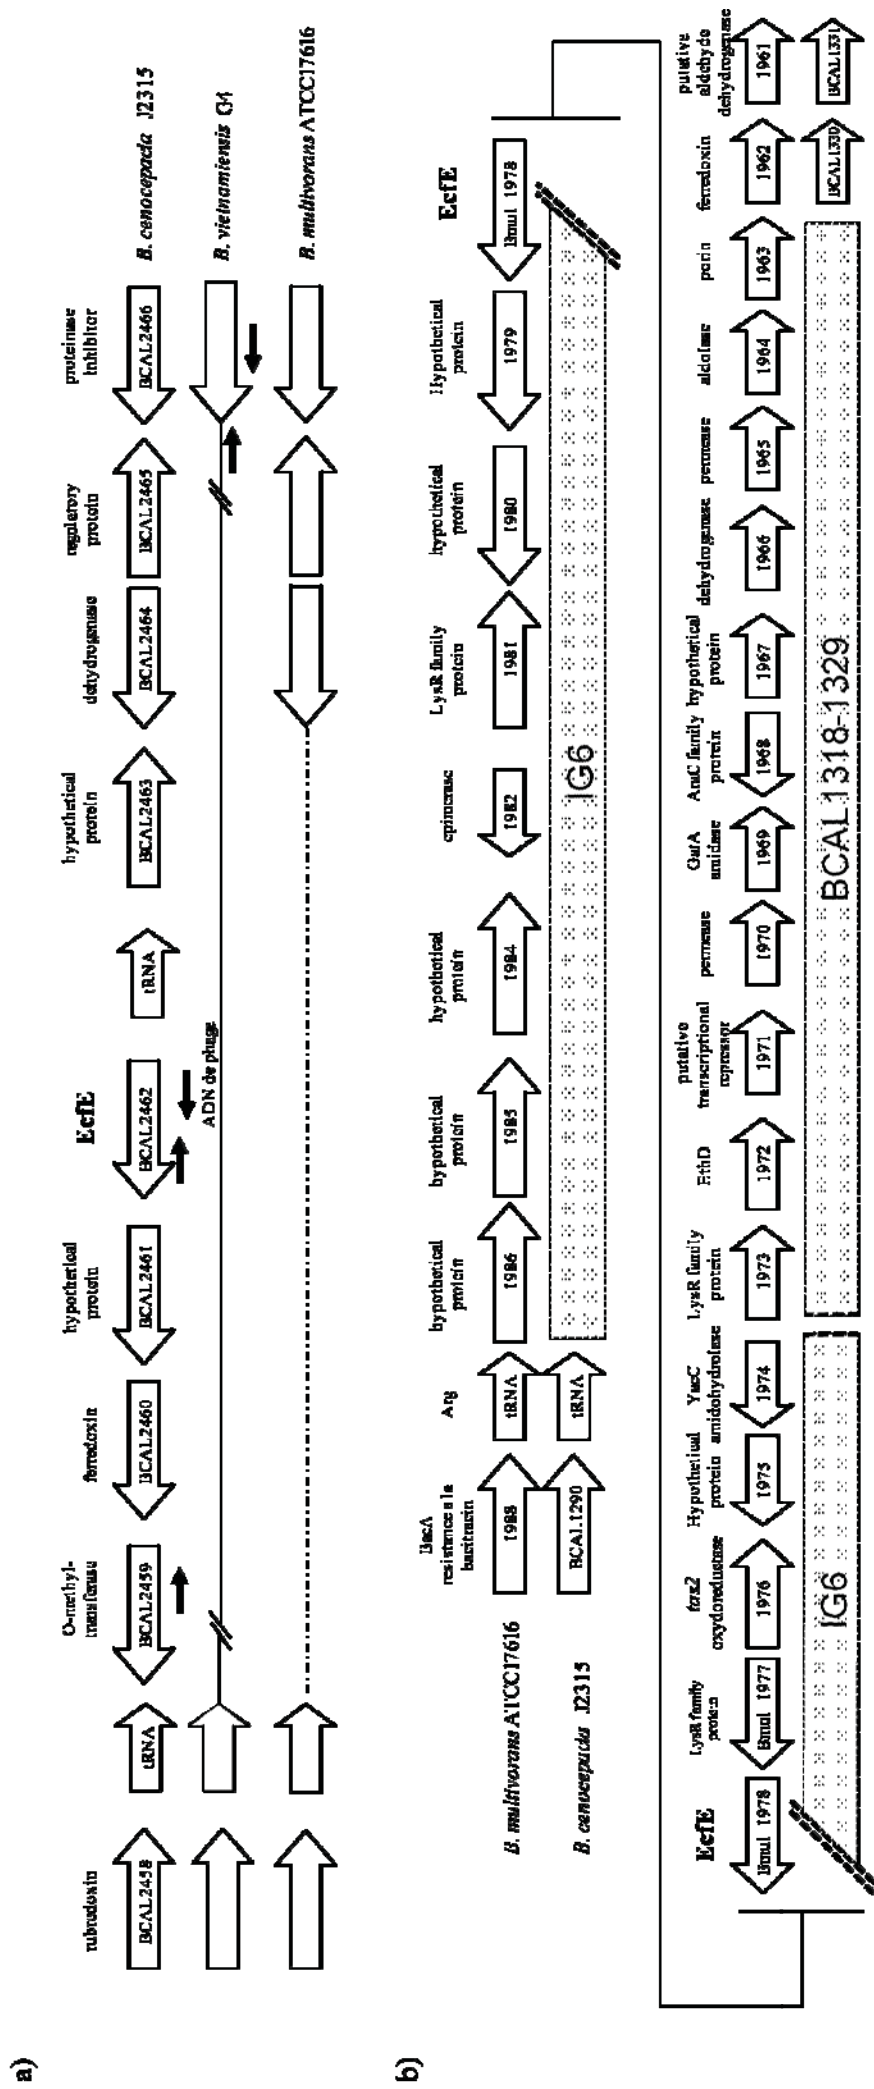 a)
rubredoxin
O-methyl-
transferase
ferredoxin
hypothetical
protein
EcfE
hypothetical
protein
dehydrogenase
regulatory
protein
proteinase
inhibitor
BCAL2458
tRNA
BCAL2459
BCAL2460
BCAL2461
BCAL2462
tRNA
BCAL2463
BCAL2464
BCAL2465
BCAL2466
B. cenocepacia J2315
ADN de phage
B. vietnamiensis G4
B. multivorans ATCC17616
b)
BacA
resistance a la
bacitracin
Arg
hypothetical
protein
hypothetical
protein
hypothetical
protein
epimerase
LysR family
protein
hypothetical
protein
Hypothetical
protein
EcfE
B. multivorans ATCC17616
1988
tRNA
1986
1985
1984
1982
1981
1980
1979
Bmul 1978
B. cenocepacia J2315
BCAL1290
tRNA
IG6
EcfE
LysR family
protein
fox2
oxydoreductase
Hypothetical
protein
YaeC
amidohydrolase
LysR family
protein
EthD
putative
transcriptional
repressor
permease
GatA
amidase
AraC family
protein
hypothetical
protein
dehydrogenase
permease
aldolase
porin
ferredoxin
putative
aldehyde
dehydrogenase
Bmul 1978
Bmul 1977
1976
1975
1974
1973
1972
1971
1970
1969
1968
1967
1966
1965
1964
1963
1962
1961
IG6
BCAL1318-1329
BCAL1330
BCAL1331